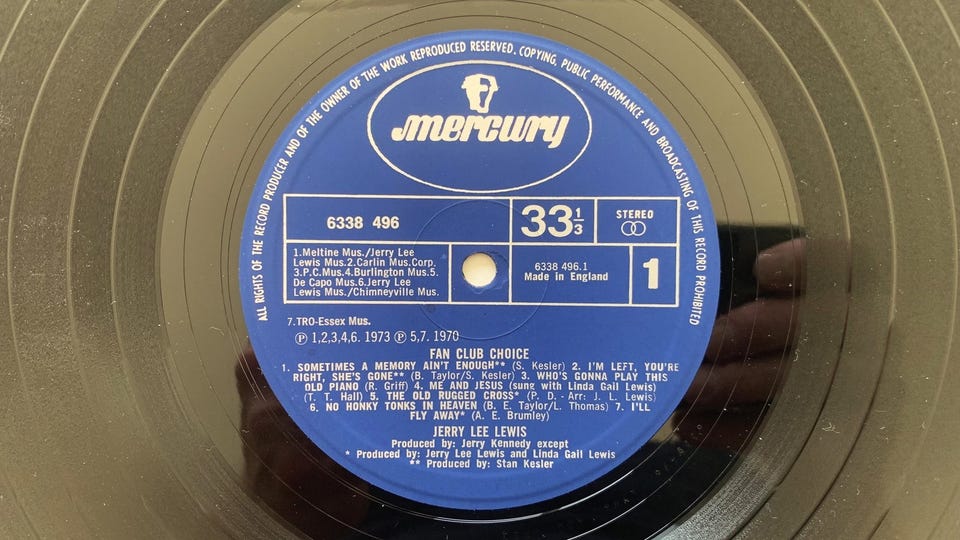 ALL RIGHTS OF THE RECORD PRODUCER AND OF THE OWNER OF THE WORK REPRODUCED RESERVED. COPYING, PUBLIC PERFORMANCE AND BROADCASTING OF THIS RECORD PROHIBITED
mercury
6338 496
33 1/3
STEREO
1.Meltine Mus./Jerry Lee
Lewis Mus.2.Carlin Mus.Corp.
3.P.C.Mus.4.Burlington Mus.5.
De Capo Mus.6.Jerry Lee
Lewis Mus./Chimneyville Mus.
6338 496.1
Made in England
1
7.TRO-Essex Mus.
Ⓟ 1,2,3,4,6. 1973 Ⓟ 5,7. 1970
FAN CLUB CHOICE
1. SOMETIMES A MEMORY AIN'T ENOUGH** (S. Kesler) 2. I'M LEFT, YOU'RE
RIGHT, SHE'S GONE** (B. Taylor/S. Kesler) 3. WHO'S GONNA PLAY THIS
OLD PIANO (R. Griff) 4. ME AND JESUS (sung with Linda Gail Lewis)
(T. T. Hall) 5. THE OLD RUGGED CROSS* (P. D. - Arr: J. L. Lewis)
6. NO HONKY TONKS IN HEAVEN (B. E. Taylor/L. Thomas) 7. I'LL
FLY AWAY* (A. E. Brumley)
JERRY LEE LEWIS
Produced by: Jerry Kennedy except
* Produced by: Jerry Lee Lewis and Linda Gail Lewis
** Produced by: Stan Kesler